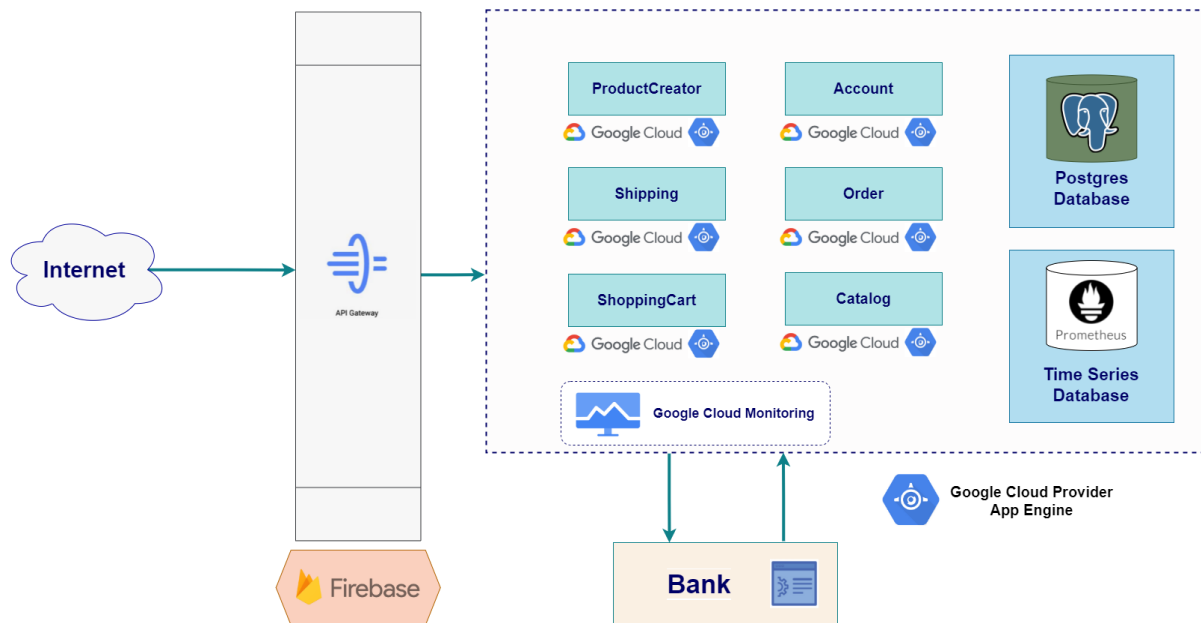 Internet
API Gateway
Firebase
ProductCreator
Google Cloud
Account
Google Cloud
Shipping
Google Cloud
Order
Google Cloud
ShoppingCart
Google Cloud
Catalog
Google Cloud
Google Cloud Monitoring
Postgres
Database
Prometheus
Time Series
Database
Google Cloud Provider
App Engine
Bank